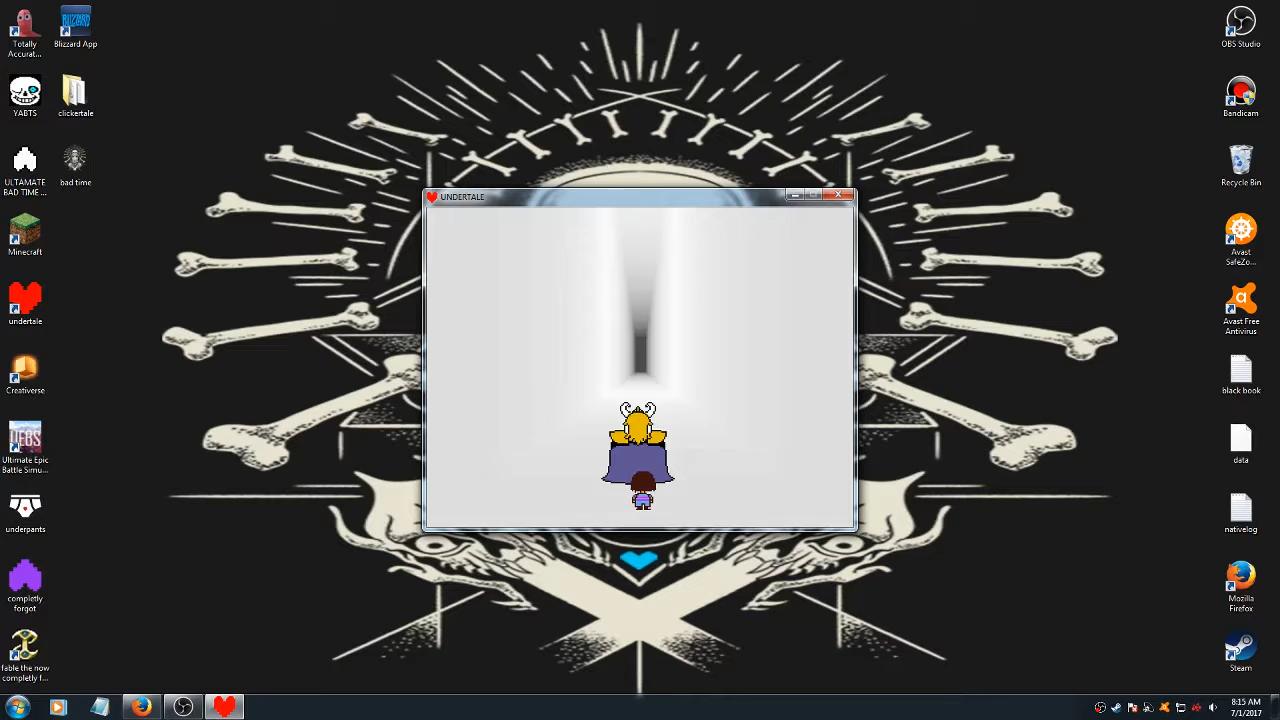 Totally
Accurat...
Blizzard App
YABTS
clickertale
ULTAMATE
BAD TIME ...
bad time
Minecraft
undertale
Creativerse
Ultimate Epic
Battle Simu...
underpants
completly
forgot
fable the now
completly f...
UNDERTALE
OBS Studio
Bandicam
Recycle Bin
Avast
SafeZo...
Avast Free
Antivirus
black book
data
nativelog
Mozilla
Firefox
Steam
8:15 AM
7/1/2017